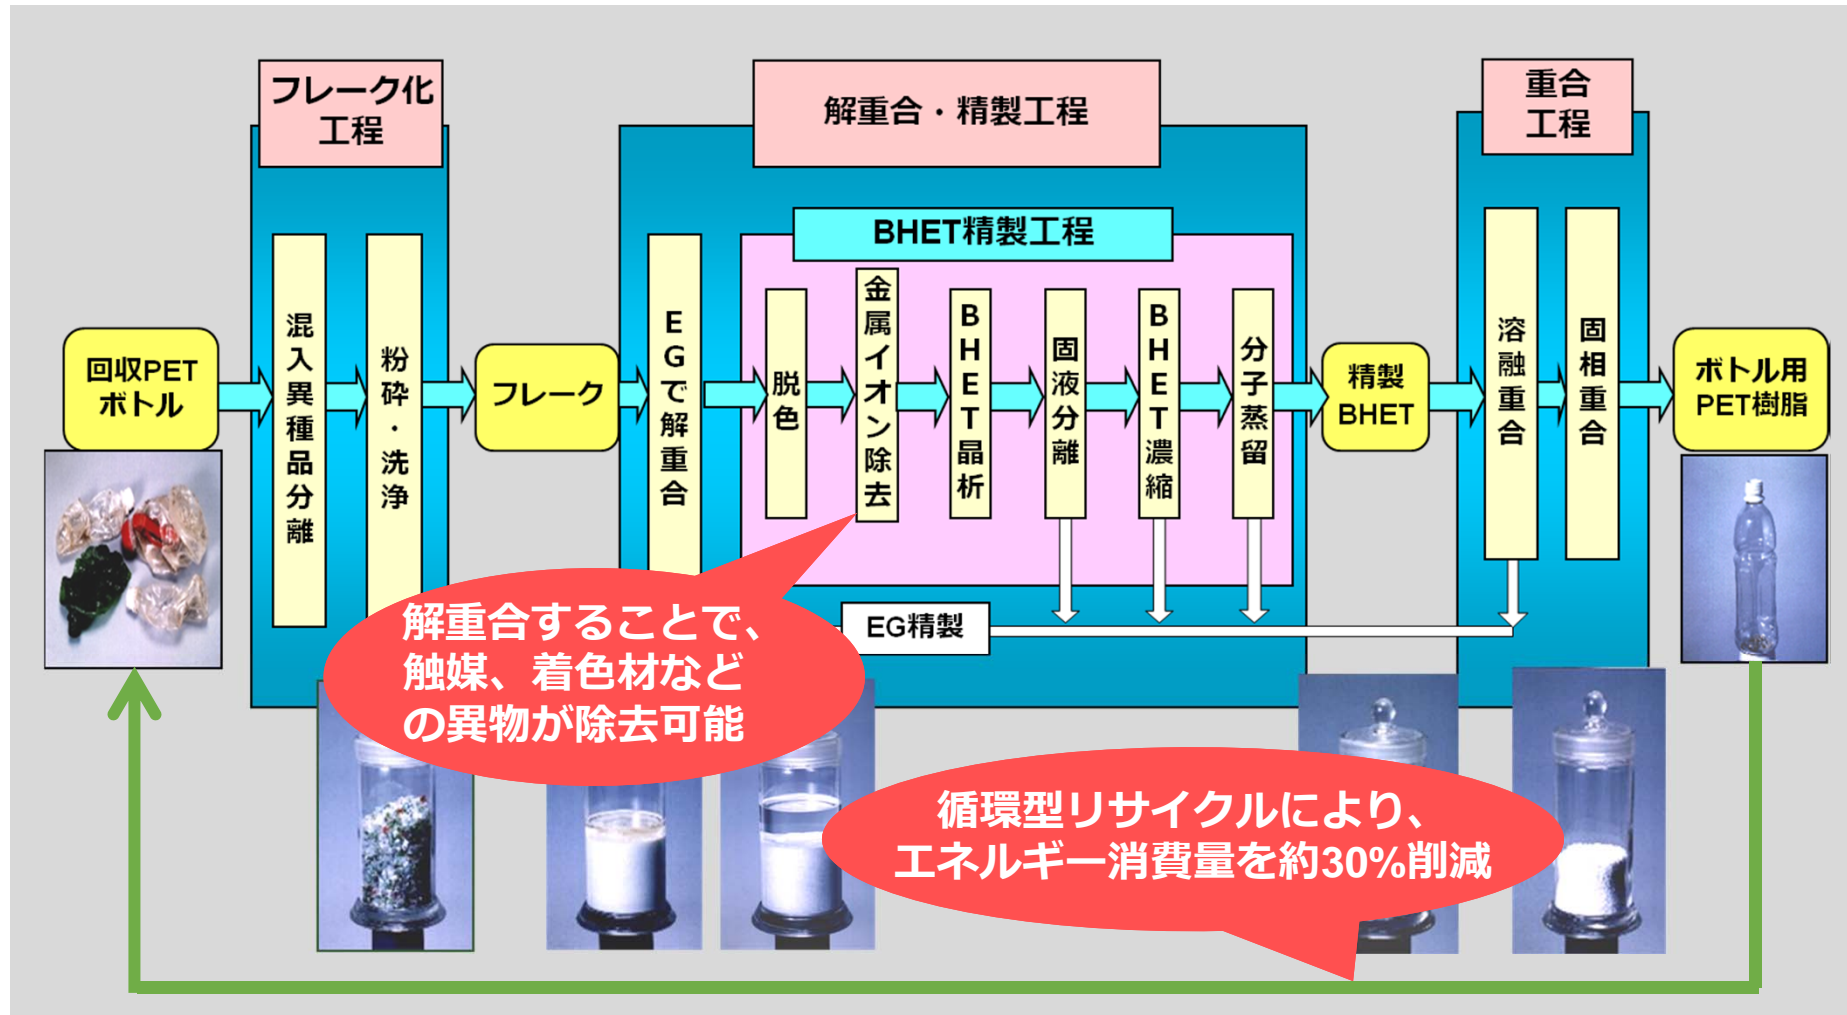 フレーク化
工程
解重合・精製工程
重合
工程
BHET精製工程
回収PET
ボトル
混入異種品分離
粉砕・洗浄
フレーク
EGで解重合
脱色
金属イオン除去
BHET晶析
固液分離
BHET濃縮
分子蒸留
精製
BHET
溶融重合
固相重合
ボトル用
PET樹脂
EG精製
解重合することで、
触媒、着色材など
の異物が除去可能
循環型リサイクルにより、
エネルギー消費量を約30%削減